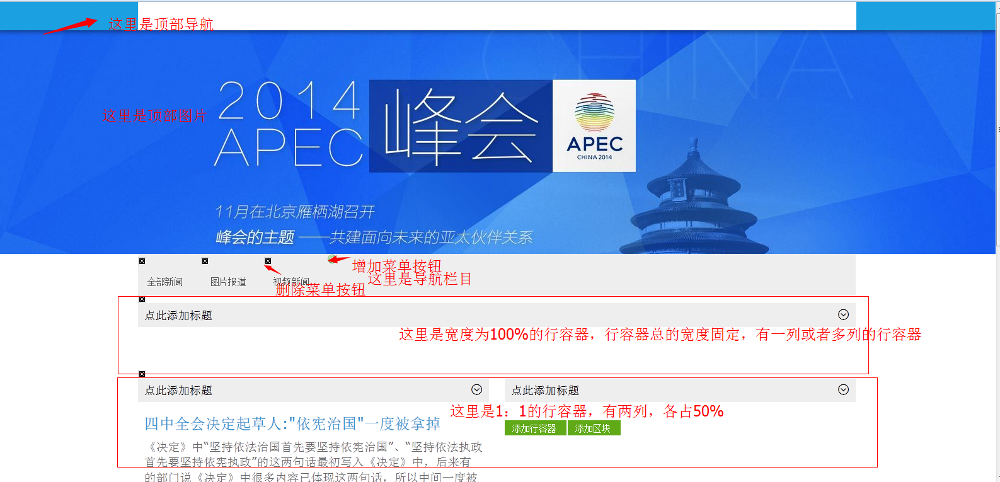 这里是顶部导航
CHINA
2014
峰会
这里是顶部图片
APEC
APEC
CHINA 2014
11月在北京雁栖湖召开
峰会的主题 ——共建面向未来的亚太伙伴关系
增加菜单按钮
这里是导航栏目
全部新闻 图片报道 视频新闻
删除菜单按钮
点此添加标题
这里是宽度为100%的行容器，行容器总的宽度固定，有一列或者多列的行容器
点此添加标题 点此添加标题
这里是1：1的行容器，有两列，各占50%
四中全会决定起草人:"依宪治国"一度被拿掉
添加行容器 添加区块
《决定》中“坚持依法治国首先要坚持依宪治国”、“坚持依法执政
首先要坚持依宪执政”的这两句话最初写入《决定》中，后来有
的部门说《决定》中很多内容已体现这两句话，所以中间一度被